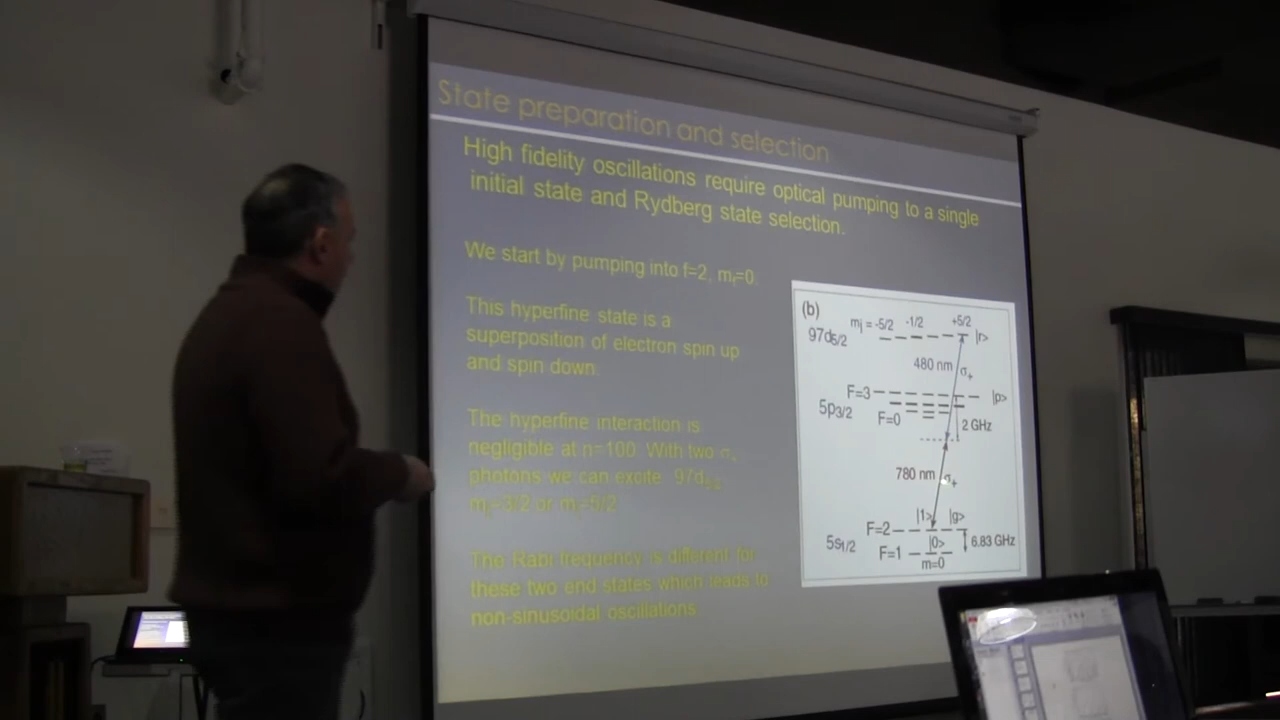 State preparation and selection
High fidelity oscillations require optical pumping to a single
initial state and Rydberg state selection.
We start by pumping into f=2, mf=0.
This hyperfine state is a
superposition of electron spin up
and spin down.
The hyperfine interaction is
negligible at n=100. With two σ+
photons we can excite 97d5/2
mj=3/2 or mj=5/2
The Rabi frequency is different for
these two end states which leads to
non-sinusoidal oscillations.
(b)
mj = -5/2 -1/2 +5/2
97d5/2 |r>
480 nm σ+
F=3 |p>
5p3/2
F=0 2 GHz
780 nm σ+
|1> |g>
F=2
5s1/2 |0> 6.83 GHz
F=1
m=0